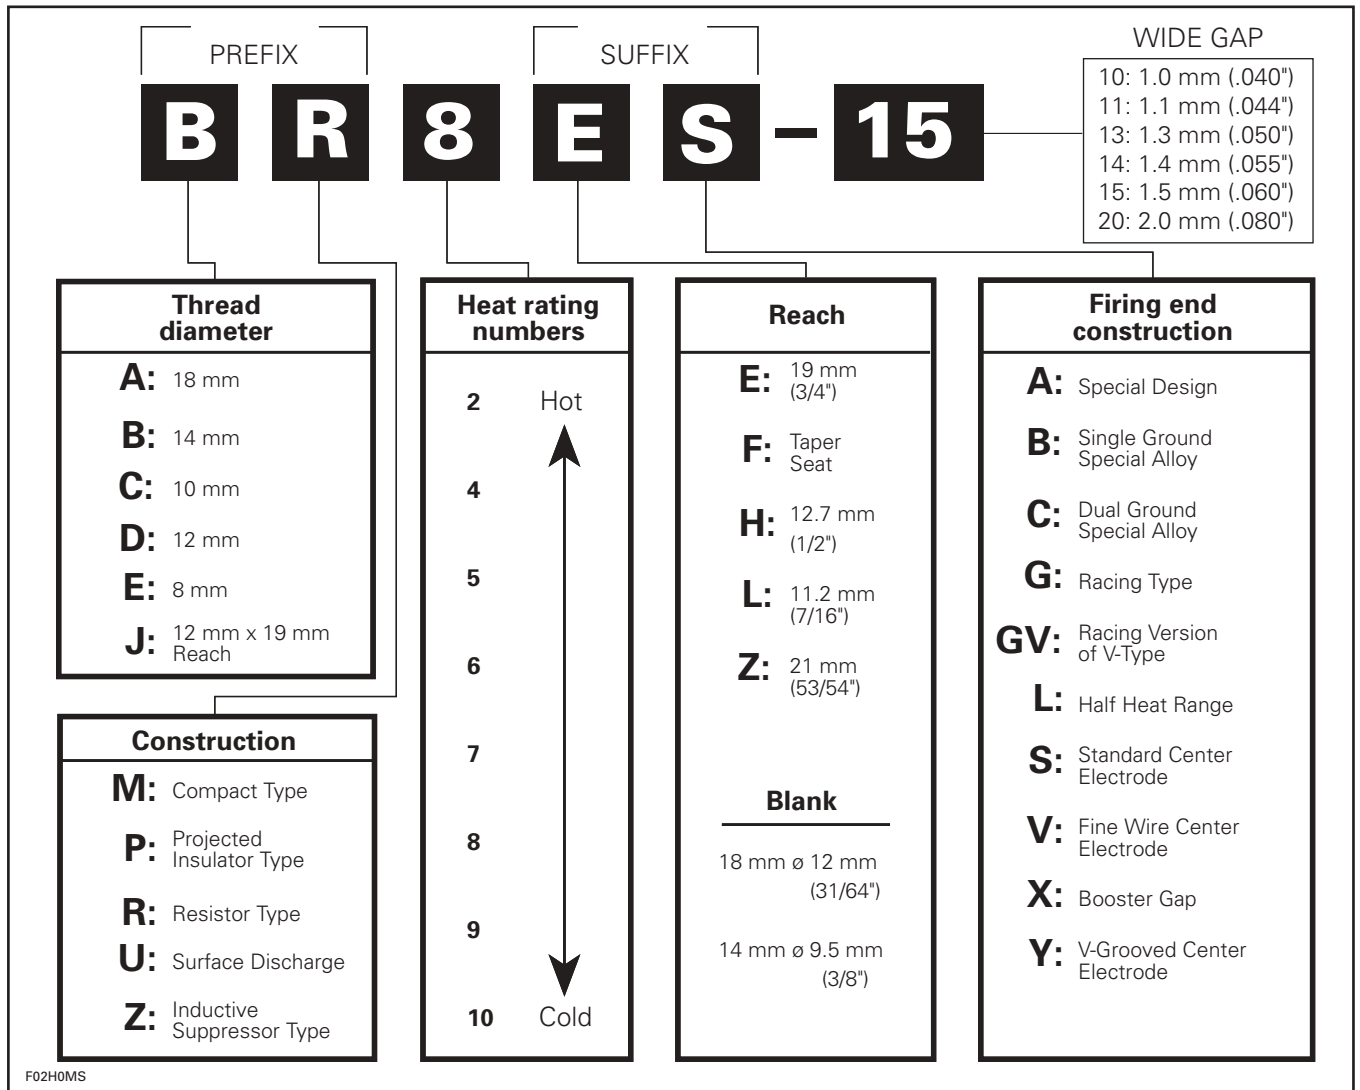 PREFIX
SUFFIX
WIDE GAP
B R 8 E S – 15
10: 1.0 mm (.040")
11: 1.1 mm (.044")
13: 1.3 mm (.050")
14: 1.4 mm (.055")
15: 1.5 mm (.060")
20: 2.0 mm (.080")
Thread
diameter
A: 18 mm
B: 14 mm
C: 10 mm
D: 12 mm
E: 8 mm
J: 12 mm x 19 mm
Reach
Construction
M: Compact Type
P: Projected
Insulator Type
R: Resistor Type
U: Surface Discharge
Z: Inductive
Suppressor Type
Heat rating
numbers
2 Hot
4
5
6
7
8
9
10 Cold
Reach
E: 19 mm
(3/4")
F: Taper
Seat
H: 12.7 mm
(1/2")
L: 11.2 mm
(7/16")
Z: 21 mm
(53/54")
Blank
18 mm ø 12 mm
(31/64")
14 mm ø 9.5 mm
(3/8")
Firing end
construction
A: Special Design
B: Single Ground
Special Alloy
C: Dual Ground
Special Alloy
G: Racing Type
GV: Racing Version
of V-Type
L: Half Heat Range
S: Standard Center
Electrode
V: Fine Wire Center
Electrode
X: Booster Gap
Y: V-Grooved Center
Electrode
F02H0MS